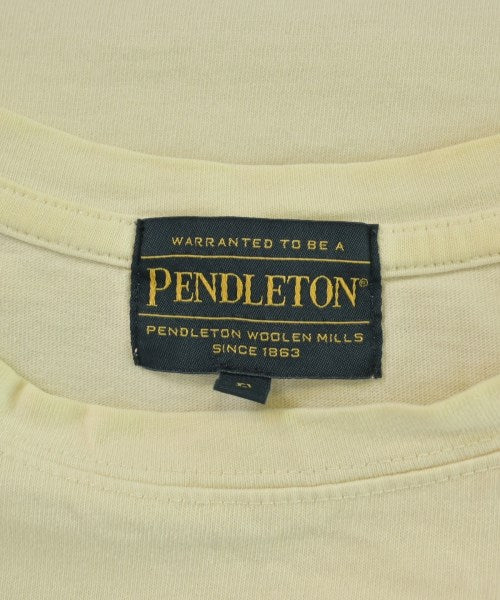 WARRANTED TO BE A
PENDLETON®
PENDLETON WOOLEN MILLS
SINCE 1863